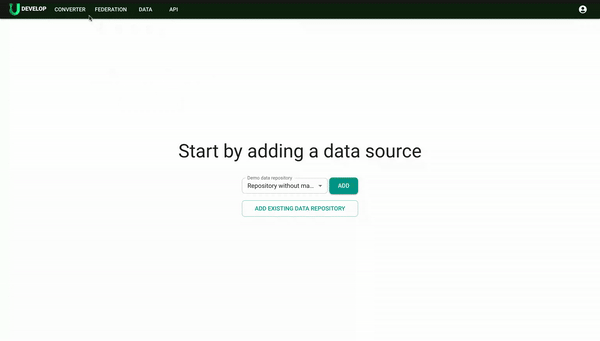 DEVELOP CONVERTER FEDERATION DATA API
Start by adding a data source
Demo data repository
Repository without ma... ADD
ADD EXISTING DATA REPOSITORY